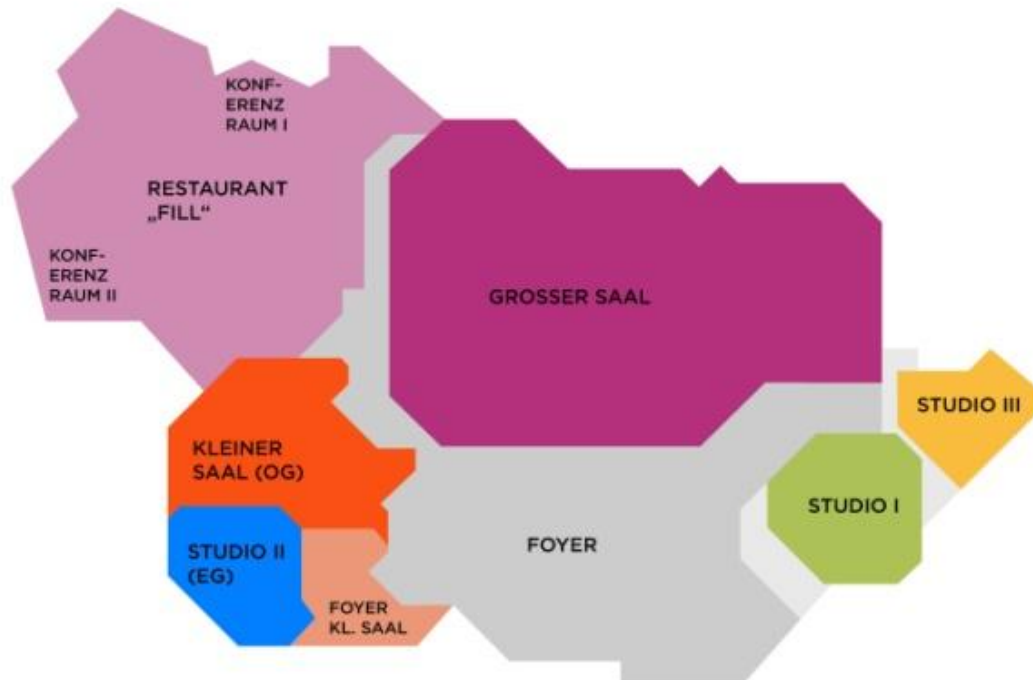 KONF-
ERENZ
RAUM I
RESTAURANT
„FILL“
KONF-
ERENZ
RAUM II
GROSSER SAAL
STUDIO III
KLEINER
SAAL (OG)
STUDIO I
STUDIO II
(EG)
FOYER
FOYER
KL. SAAL